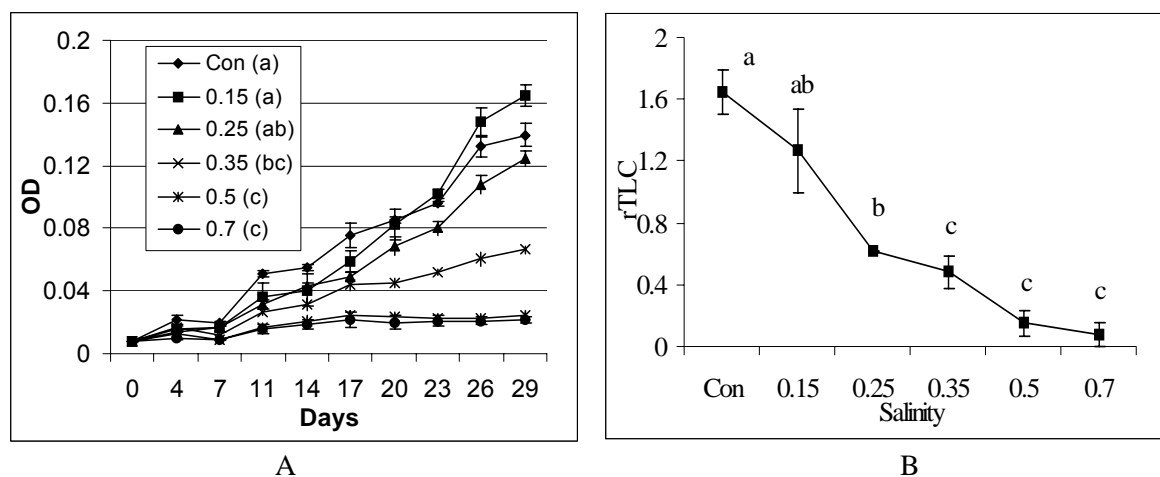 0.2
0.16
0.12
0.08
0.04
0
OD
Con (a)
0.15 (a)
0.25 (ab)
0.35 (bc)
0.5 (c)
0.7 (c)
0 4 7 11 14 17 20 23 26 29
Days
A
2
1.6
1.2
0.8
0.4
0
rTLC
a
ab
b
c
c
c
Con 0.15 0.25 0.35 0.5 0.7
Salinity
B